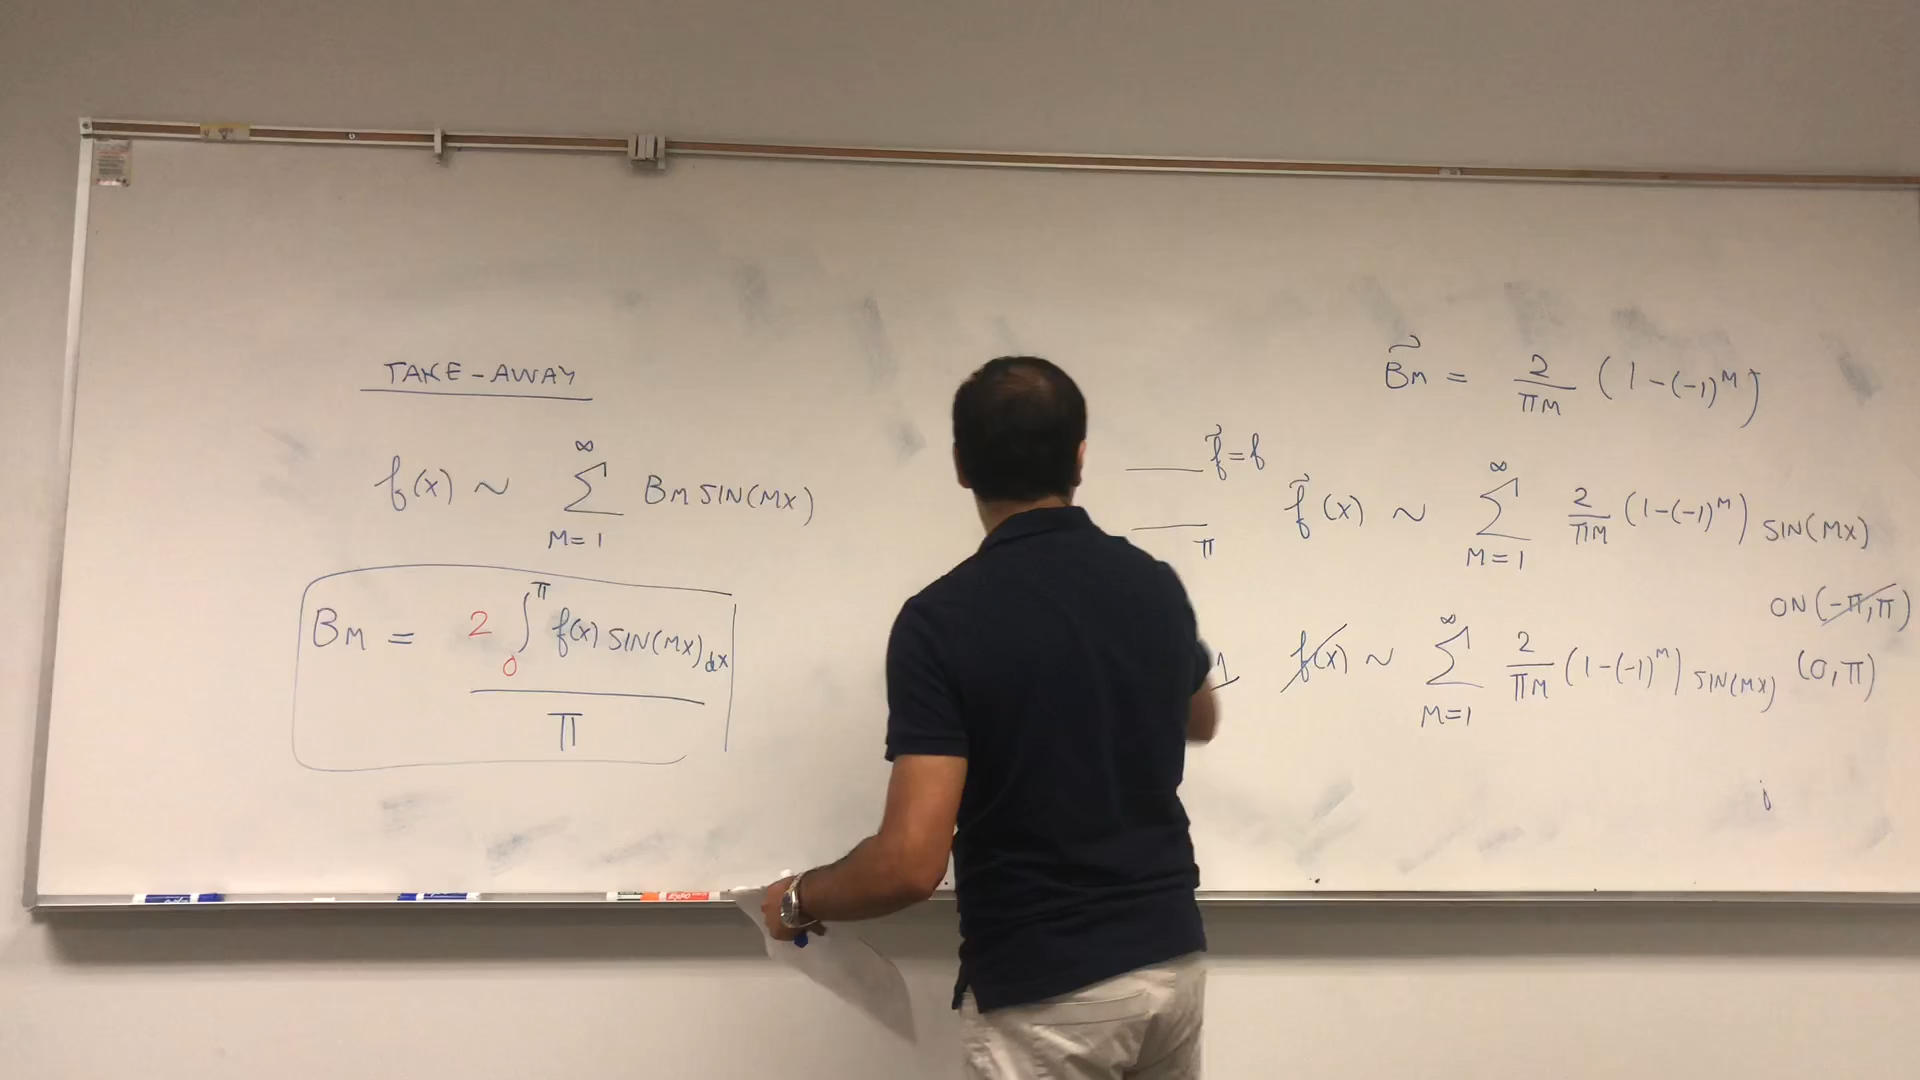 TAKE-AWAY
f(x) ~ ∞ Σ M=1 BM SIN(MX)
BM = 2 ∫ π 0 f(x) SIN(MX) dx
π
B̃M = 2/πM (1-(-1)^M)
f̃=f
π
f̃(x) ~ ∞ Σ M=1 2/πM (1-(-1)^M) SIN(MX)
ON (-π,π)
1 f(x) ~ ∞ Σ M=1 2/πM (1-(-1)^M) SIN(MX) (0,π)